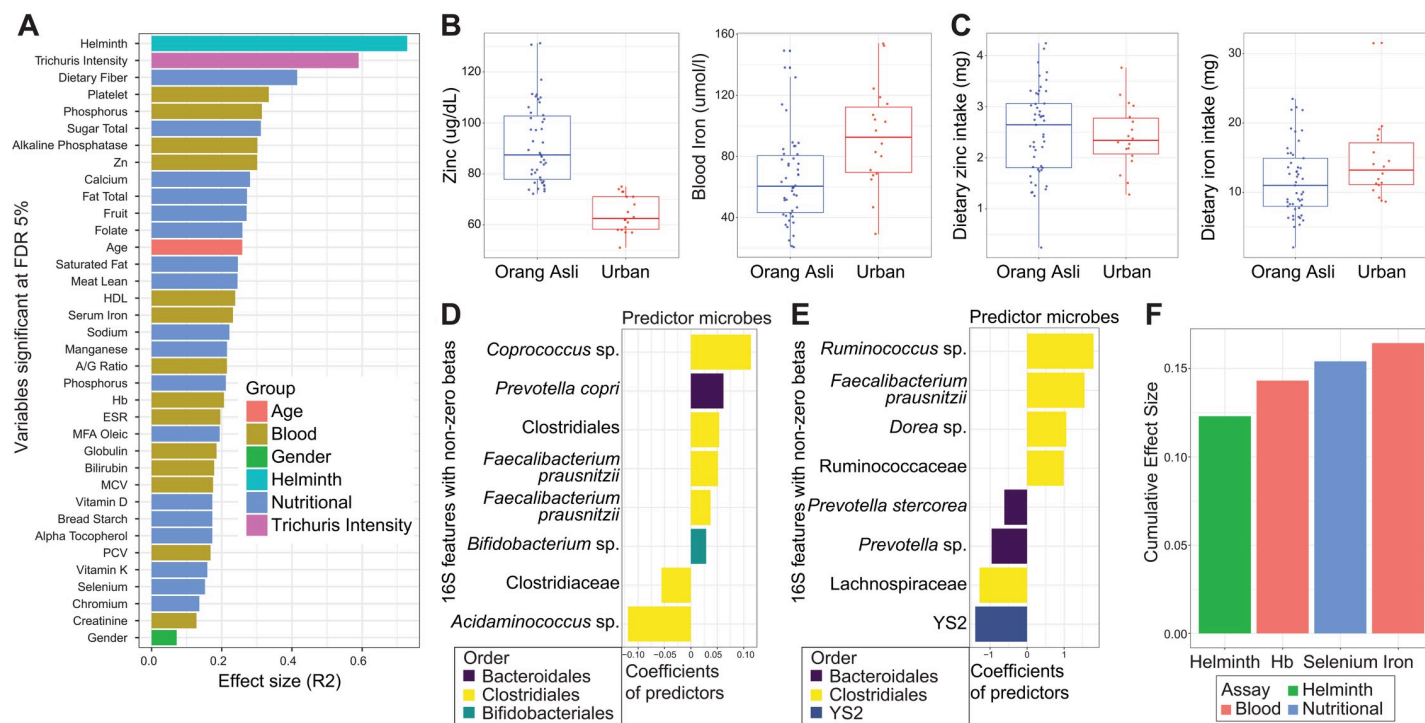 A
Variables significant at FDR 5%
Helminth
Trichuris Intensity
Dietary Fiber
Platelet
Phosphorus
Sugar Total
Alkaline Phosphatase
Zn
Calcium
Fat Total
Fruit
Folate
Age
Saturated Fat
Meat Lean
HDL
Serum Iron
Sodium
Manganese
A/G Ratio
Phosphorus
Hb
ESR
MFA Oleic
Globulin
Bilirubin
MCV
Vitamin D
Bread Starch
Alpha Tocopherol
PCV
Vitamin K
Selenium
Chromium
Creatinine
Gender
0.0 0.2 0.4 0.6
Effect size (R2)
Group
Age
Blood
Gender
Helminth
Nutritional
Trichuris Intensity
B
Zinc (ug/dL)
120
100
80
60
Orang Asli Urban
Blood Iron (umol/l)
160
120
80
40
Orang Asli Urban
C
Dietary zinc intake (mg)
4
3
2
1
Orang Asli Urban
Dietary iron intake (mg)
30
20
10
Orang Asli Urban
D
Predictor microbes
16S features with non-zero betas
Coprococcus sp.
Prevotella copri
Clostridiales
Faecalibacterium
prausnitzii
Faecalibacterium
prausnitzii
Bifidobacterium sp.
Clostridiaceae
Acidaminococcus sp.
-0.10 -0.05 0 0.05 0.10
Coefficients
of predictors
Order
Bacteroidales
Clostridiales
Bifidobacteriales
E
Predictor microbes
16S features with non-zero betas
Ruminococcus sp.
Faecalibacterium
prausnitzii
Dorea sp.
Ruminococcaceae
Prevotella stercorea
Prevotella sp.
Lachnospiraceae
YS2
-1 0 1
Coefficients
of predictors
Order
Bacteroidales
Clostridiales
YS2
F
Cumulative Effect Size
0.15
0.10
0.05
0.00
Helminth Hb Selenium Iron
Assay
Blood
Helminth
Nutritional